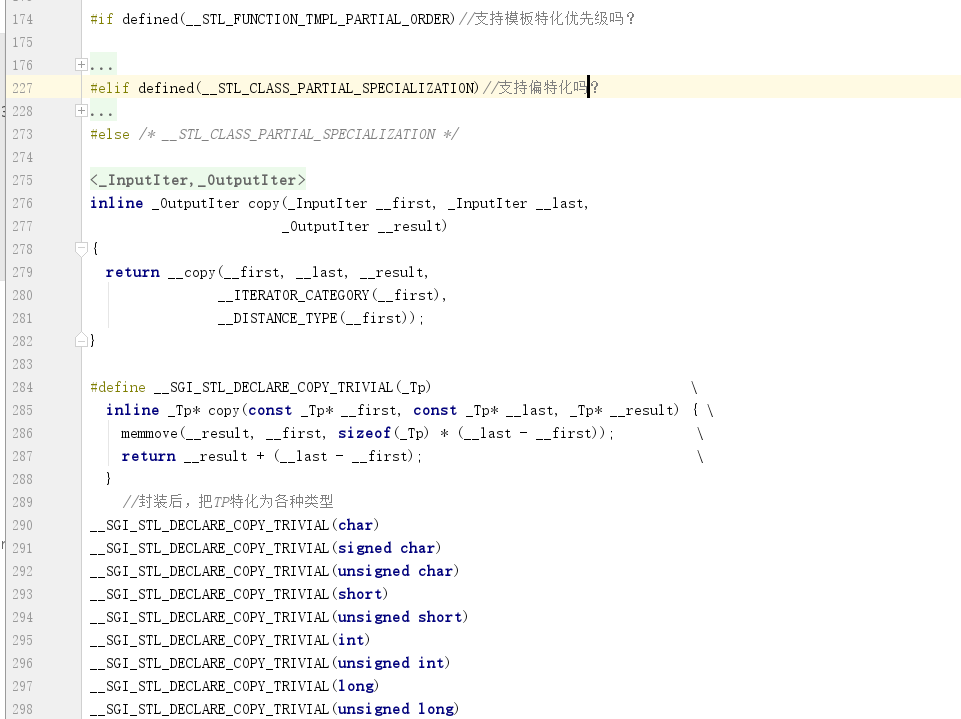 174 #if defined(__STL_FUNCTION_TMPL_PARTIAL_ORDER)//支持模板特化优先级吗?
175
176 ...
227 #elif defined(__STL_CLASS_PARTIAL_SPECIALIZATION)//支持偏特化吗?
228 ...
273 #else /* __STL_CLASS_PARTIAL_SPECIALIZATION */
274
275 <_InputIter,_OutputIter>
276 inline _OutputIter copy(_InputIter __first, _InputIter __last,
277 _OutputIter __result)
278 {
279 return __copy(__first, __last, __result,
280 __ITERATOR_CATEGORY(__first),
281 __DISTANCE_TYPE(__first));
282 }
283
284 #define __SGI_STL_DECLARE_COPY_TRIVIAL(_Tp) \
285 inline _Tp* copy(const _Tp* __first, const _Tp* __last, _Tp* __result) { \
286 memmove(__result, __first, sizeof(_Tp) * (__last - __first)); \
287 return __result + (__last - __first); \
288 }
289 //封装后，把TP特化为各种类型
290 __SGI_STL_DECLARE_COPY_TRIVIAL(char)
291 __SGI_STL_DECLARE_COPY_TRIVIAL(signed char)
292 __SGI_STL_DECLARE_COPY_TRIVIAL(unsigned char)
293 __SGI_STL_DECLARE_COPY_TRIVIAL(short)
294 __SGI_STL_DECLARE_COPY_TRIVIAL(unsigned short)
295 __SGI_STL_DECLARE_COPY_TRIVIAL(int)
296 __SGI_STL_DECLARE_COPY_TRIVIAL(unsigned int)
297 __SGI_STL_DECLARE_COPY_TRIVIAL(long)
298 __SGI_STL_DECLARE_COPY_TRIVIAL(unsigned long)